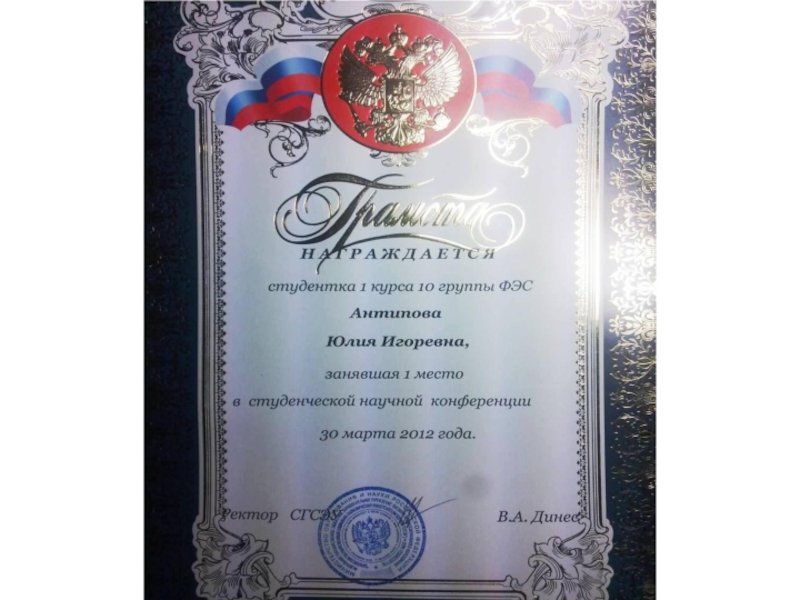 Грамота
НАГРАЖДАЕТСЯ
студентка 1 курса 10 группы ФЭС
Антипова
Юлия Игоревна,
занявшая 1 место
в студенческой научной конференции
30 марта 2012 года.
Ректор СГСЭУ В.А. Динес